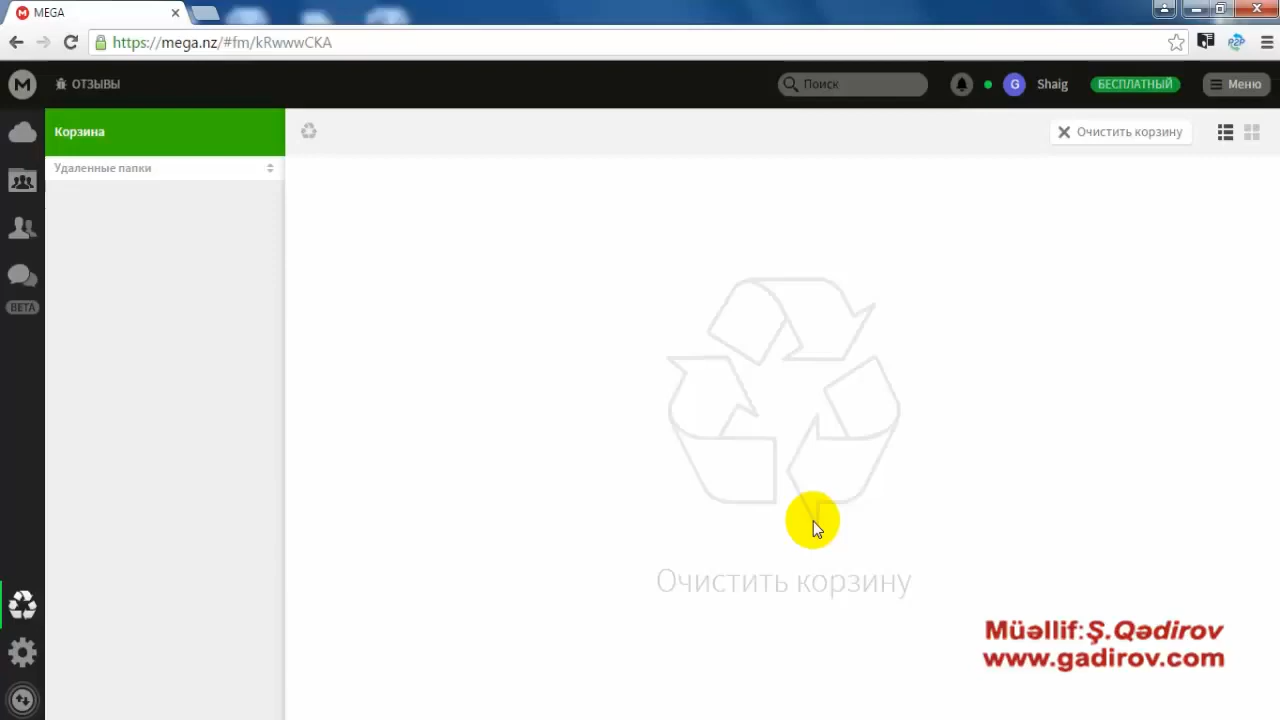 MEGA
https://mega.nz/#fm/kRwwwCKA
ОТЗЫВЫ
Поиск
G
Shaig
БЕСПЛАТНЫЙ
Меню
Корзина
Очистить корзину
Удаленные папки
BETA
Очистить корзину
Müəllif:Ş.Qədirov
www.gadirov.com